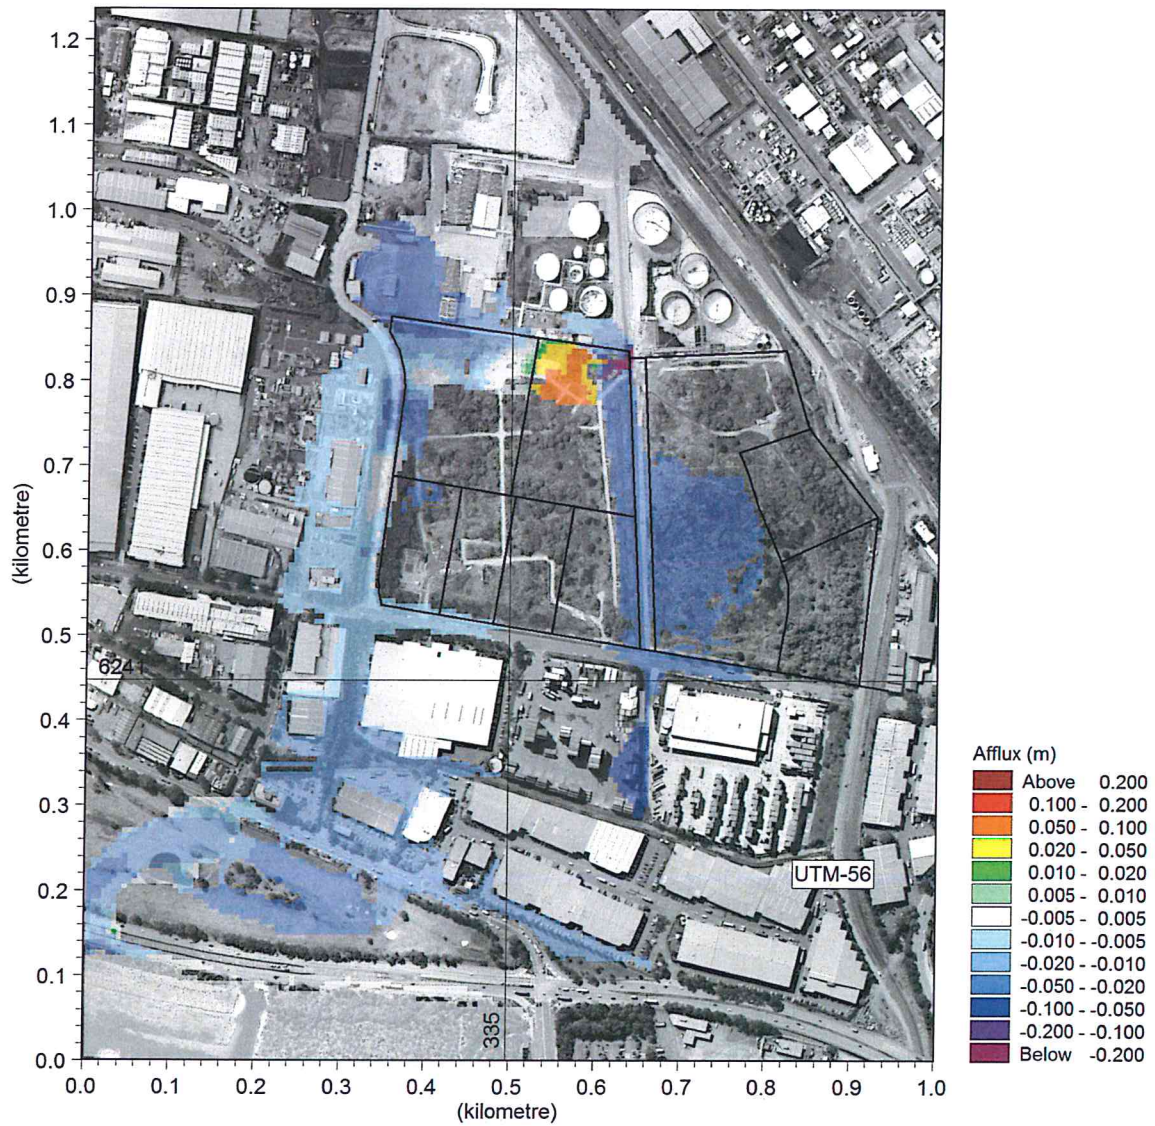 1.2
1.1
1.0
0.9
0.8
0.7
0.6
0.5
0.4
0.3
0.2
0.1
0.0
(kilometre)
6241
335
UTM-56
0.0 0.1 0.2 0.3 0.4 0.5 0.6 0.7 0.8 0.9 1.0
(kilometre)
Afflux (m)
Above 0.200
0.100 - 0.200
0.050 - 0.100
0.020 - 0.050
0.010 - 0.020
0.005 - 0.010
-0.005 - 0.005
-0.010 - -0.005
-0.020 - -0.010
-0.050 - -0.020
-0.100 - -0.050
-0.200 - -0.100
Below -0.200